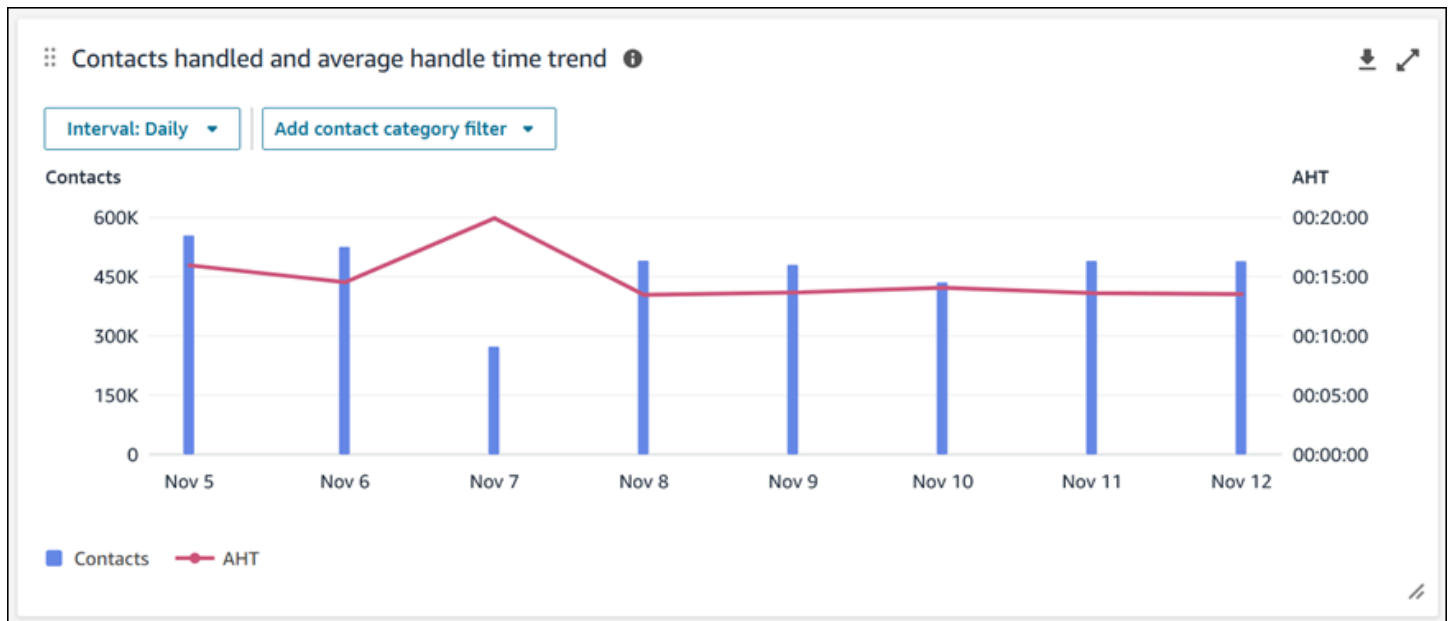 Contacts handled and average handle time trend
Interval: Daily
Add contact category filter
Contacts
AHT
600K
00:20:00
450K
00:15:00
300K
00:10:00
150K
00:05:00
0
00:00:00
Nov 5 Nov 6 Nov 7 Nov 8 Nov 9 Nov 10 Nov 11 Nov 12
Contacts
AHT